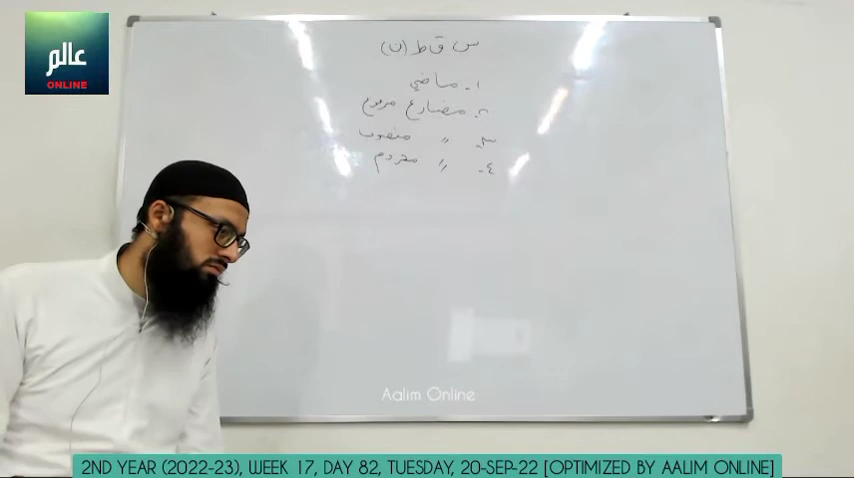 عالم
ONLINE
س ق ط (ن)
١- ماضي
٢- مضارع مرفوع
٣- " منصوب
٤- " مجزوم
Aalim Online
2ND YEAR (2022-23), WEEK 17, DAY 82, TUESDAY, 20-SEP-22 [OPTIMIZED BY AALIM ONLINE]